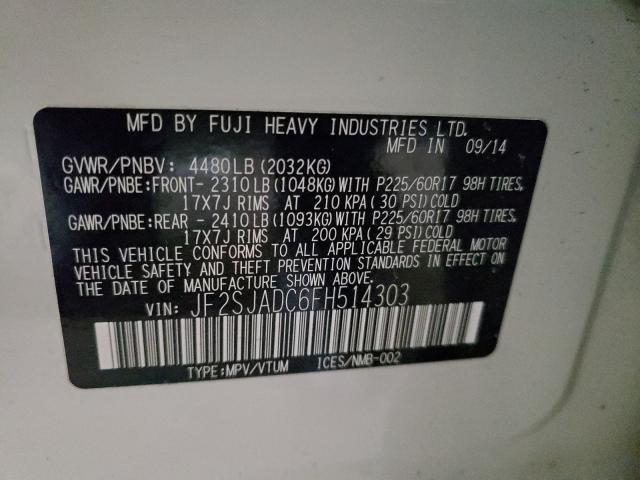 MFD BY FUJI HEAVY INDUSTRIES LTD.
MFD IN 09/14
GVWR/PNBV: 4480LB (2032KG)
GAWR/PNBE:FRONT- 2310LB (1048KG) WITH P225/60R17 98H TIRES,
17X7J RIMS AT 210 KPA ( 30 PSI) COLD
GAWR/PNBE:REAR - 2410LB (1093KG) WITH P225/60R17 98H TIRES,
17X7J RIMS AT 200 KPA ( 29 PSI) COLD
THIS VEHICLE CONFORMS TO ALL APPLICABLE FEDERAL MOTOR
VEHICLE SAFETY AND THEFT PREVENTION STANDARDS IN EFFECT ON
THE DATE OF MANUFACTURE SHOWN ABOVE.
VIN: JF2SJADC6FH514303
TYPE:MPV/VTUM ICES/NMB-002